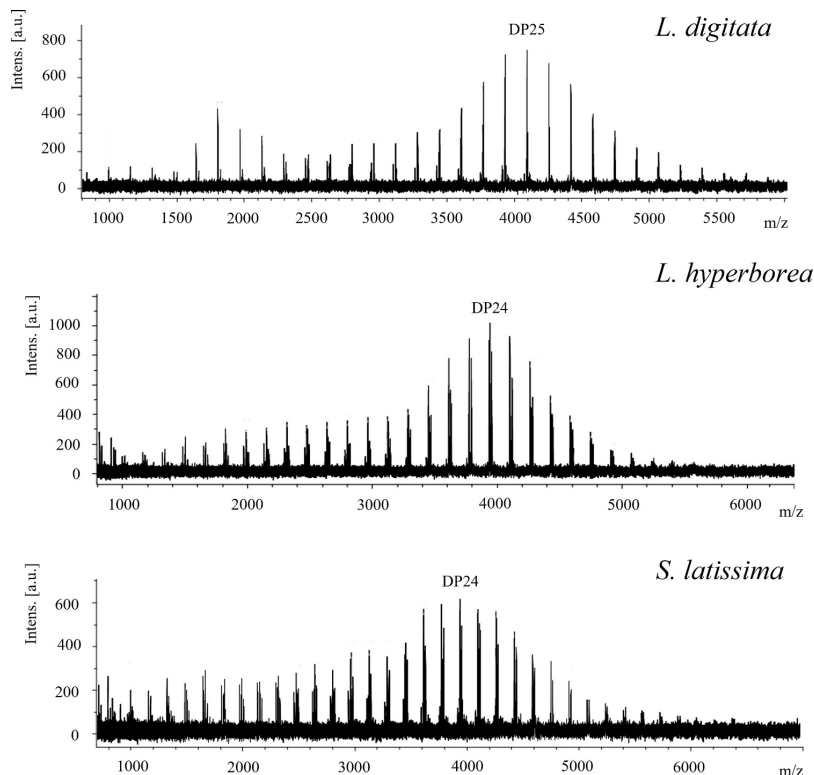 L. digitata
DP25
Intens. [a.u.]
800
600
400
200
0
1000 1500 2000 2500 3000 3500 4000 4500 5000 5500
m/z
L. hyperborea
DP24
Intens. [a.u.]
1000
800
600
400
200
0
1000 2000 3000 4000 5000 6000
m/z
S. latissima
DP24
Intens. [a.u.]
600
400
200
0
1000 2000 3000 4000 5000 6000
m/z